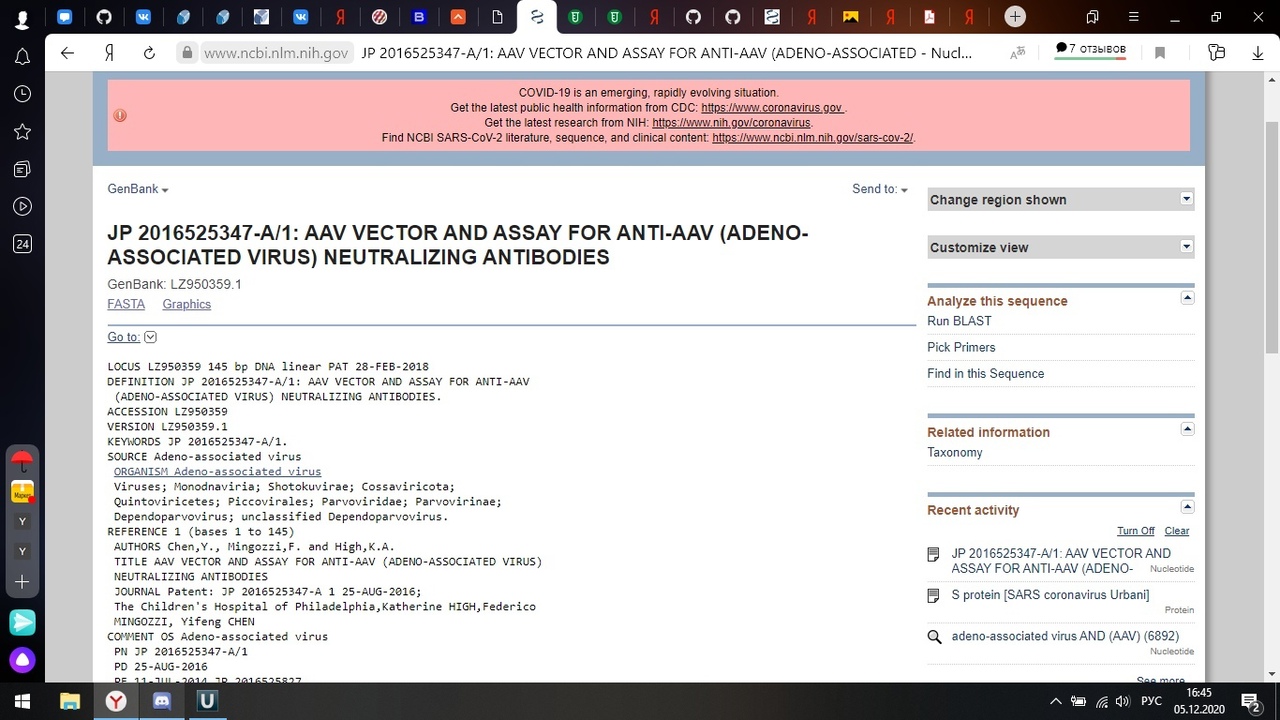 www.ncbi.nlm.nih.gov JP 2016525347-A/1: AAV VECTOR AND ASSAY FOR ANTI-AAV (ADENO-ASSOCIATED - Nucl...
7 отзывов
COVID-19 is an emerging, rapidly evolving situation.
Get the latest public health information from CDC: https://www.coronavirus.gov .
Get the latest research from NIH: https://www.nih.gov/coronavirus.
Find NCBI SARS-CoV-2 literature, sequence, and clinical content: https://www.ncbi.nlm.nih.gov/sars-cov-2/.
24
Маркет
Y
Y
GenBank
Send to:
JP 2016525347-A/1: AAV VECTOR AND ASSAY FOR ANTI-AAV (ADENO-
ASSOCIATED VIRUS) NEUTRALIZING ANTIBODIES
GenBank: LZ950359.1
FASTA Graphics
Go to:
LOCUS LZ950359 145 bp DNA linear PAT 28-FEB-2018
DEFINITION JP 2016525347-A/1: AAV VECTOR AND ASSAY FOR ANTI-AAV
(ADENO-ASSOCIATED VIRUS) NEUTRALIZING ANTIBODIES.
ACCESSION LZ950359
VERSION LZ950359.1
KEYWORDS JP 2016525347-A/1.
SOURCE Adeno-associated virus
ORGANISM Adeno-associated virus
Viruses; Monodnaviria; Shotokuvirae; Cossaviricota;
Quintoviricetes; Piccovirales; Parvoviridae; Parvovirinae;
Dependoparvovirus; unclassified Dependoparvovirus.
REFERENCE 1 (bases 1 to 145)
AUTHORS Chen,Y., Mingozzi,F. and High,K.A.
TITLE AAV VECTOR AND ASSAY FOR ANTI-AAV (ADENO-ASSOCIATED VIRUS)
NEUTRALIZING ANTIBODIES
JOURNAL Patent: JP 2016525347-A 1 25-AUG-2016;
The Children's Hospital of Philadelphia,Katherine HIGH,Federico
MINGOZZI, Yifeng CHEN
COMMENT OS Adeno-associated virus
PN JP 2016525347-A/1
PD 25-AUG-2016
PF 11-JUL-2014 JP 2016525827
Change region shown
Customize view
Analyze this sequence
Run BLAST
Pick Primers
Find in this Sequence
Related information
Taxonomy
Recent activity
Turn Off Clear
JP 2016525347-A/1: AAV VECTOR AND
ASSAY FOR ANTI-AAV (ADENO- Nucleotide
S protein [SARS coronavirus Urbani]
Protein
adeno-associated virus AND (AAV) (6892)
Nucleotide
See more...
РУС
16:45
05.12.2020
2